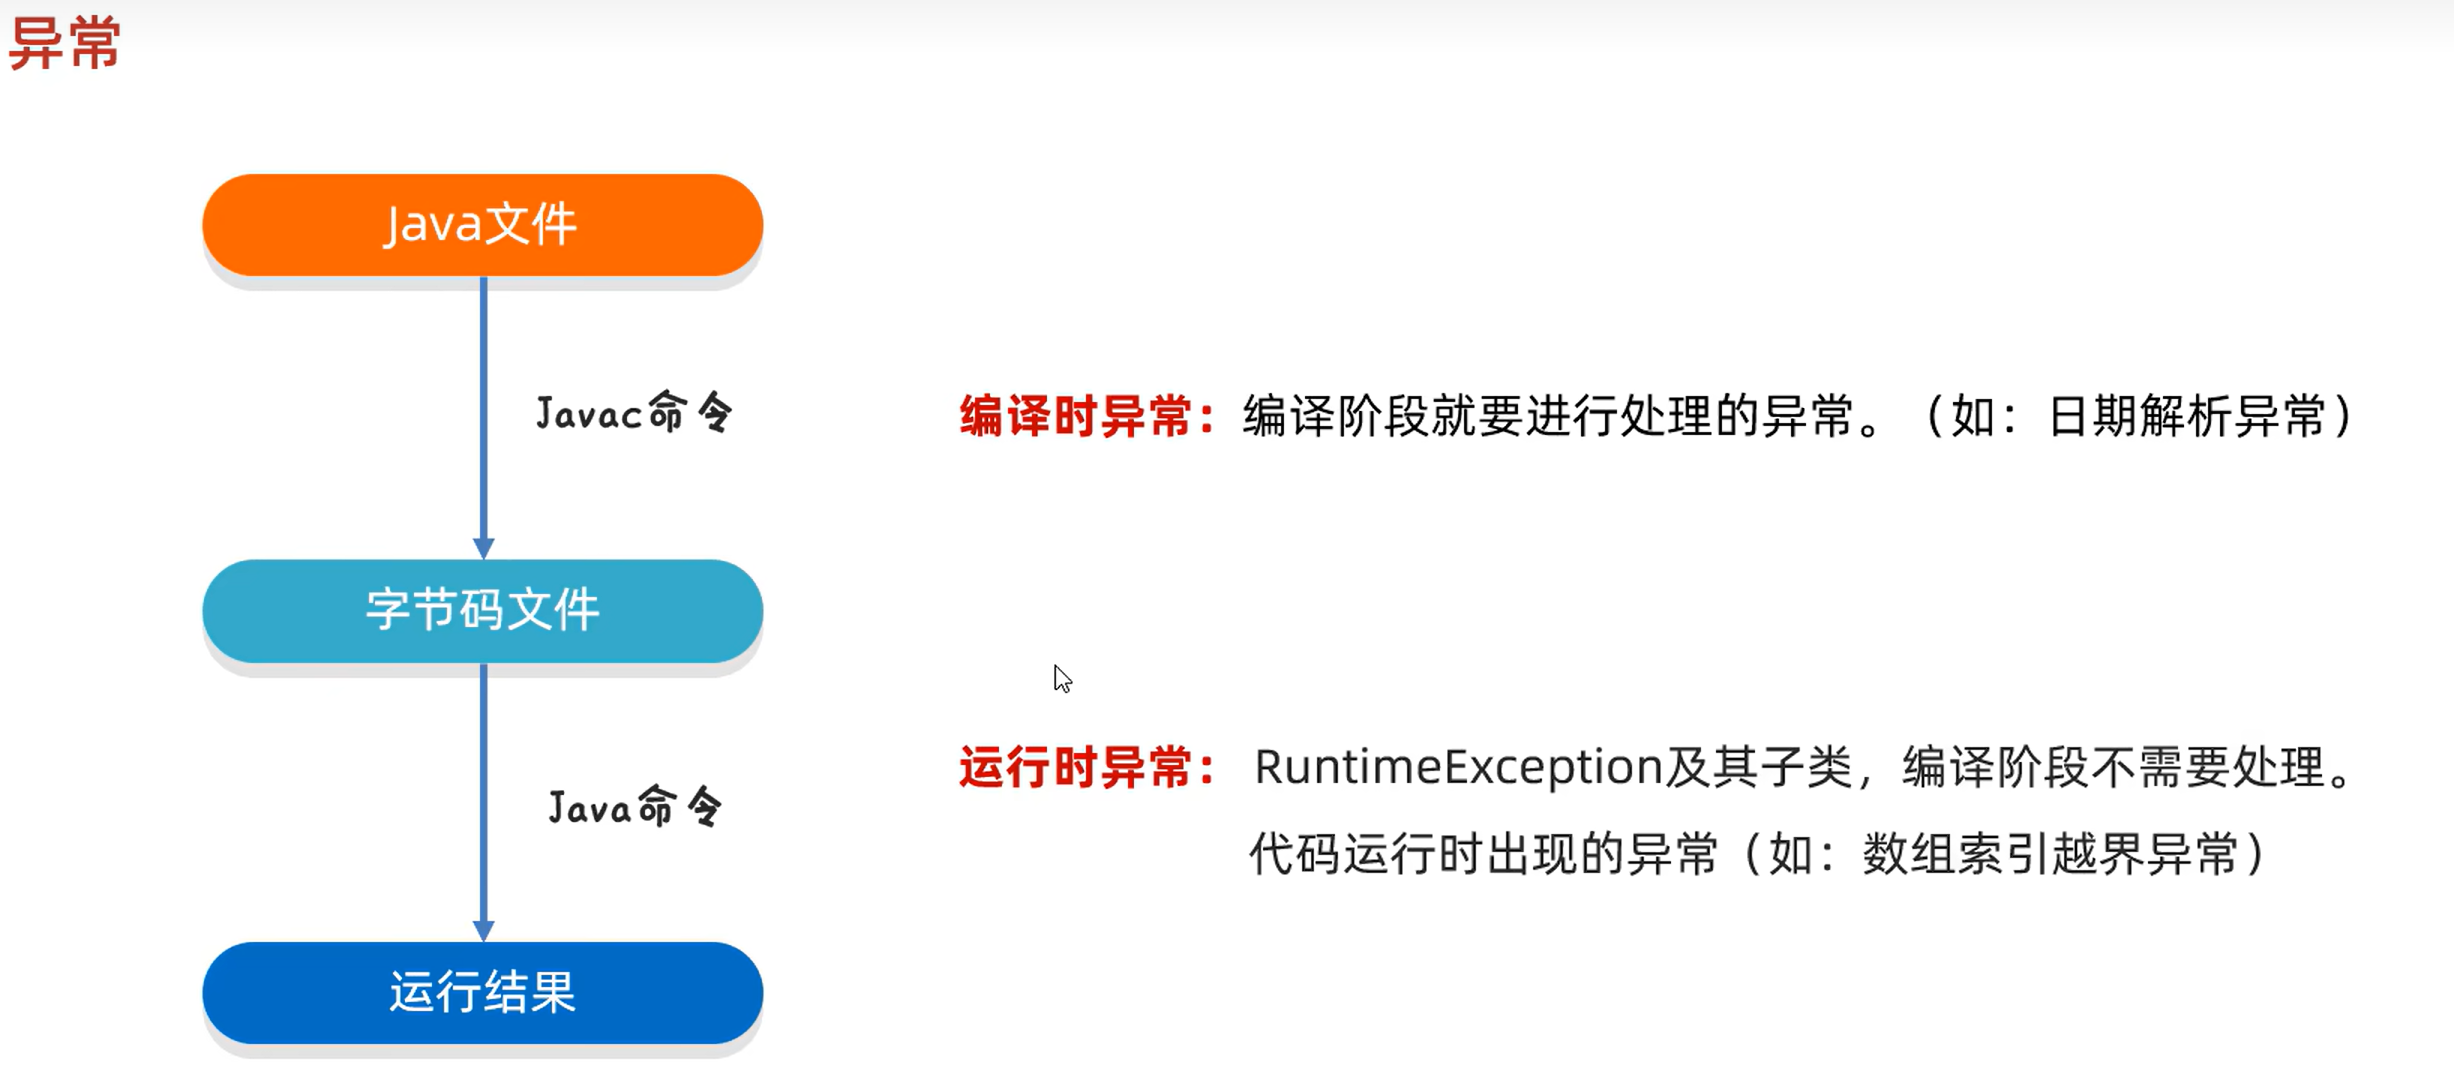 异常
Java文件
Javac命令
编译时异常：编译阶段就要进行处理的异常。（如：日期解析异常）
字节码文件
运行时异常： RuntimeException及其子类，编译阶段不需要处理。
代码运行时出现的异常（如：数组索引越界异常）
Java命令
运行结果